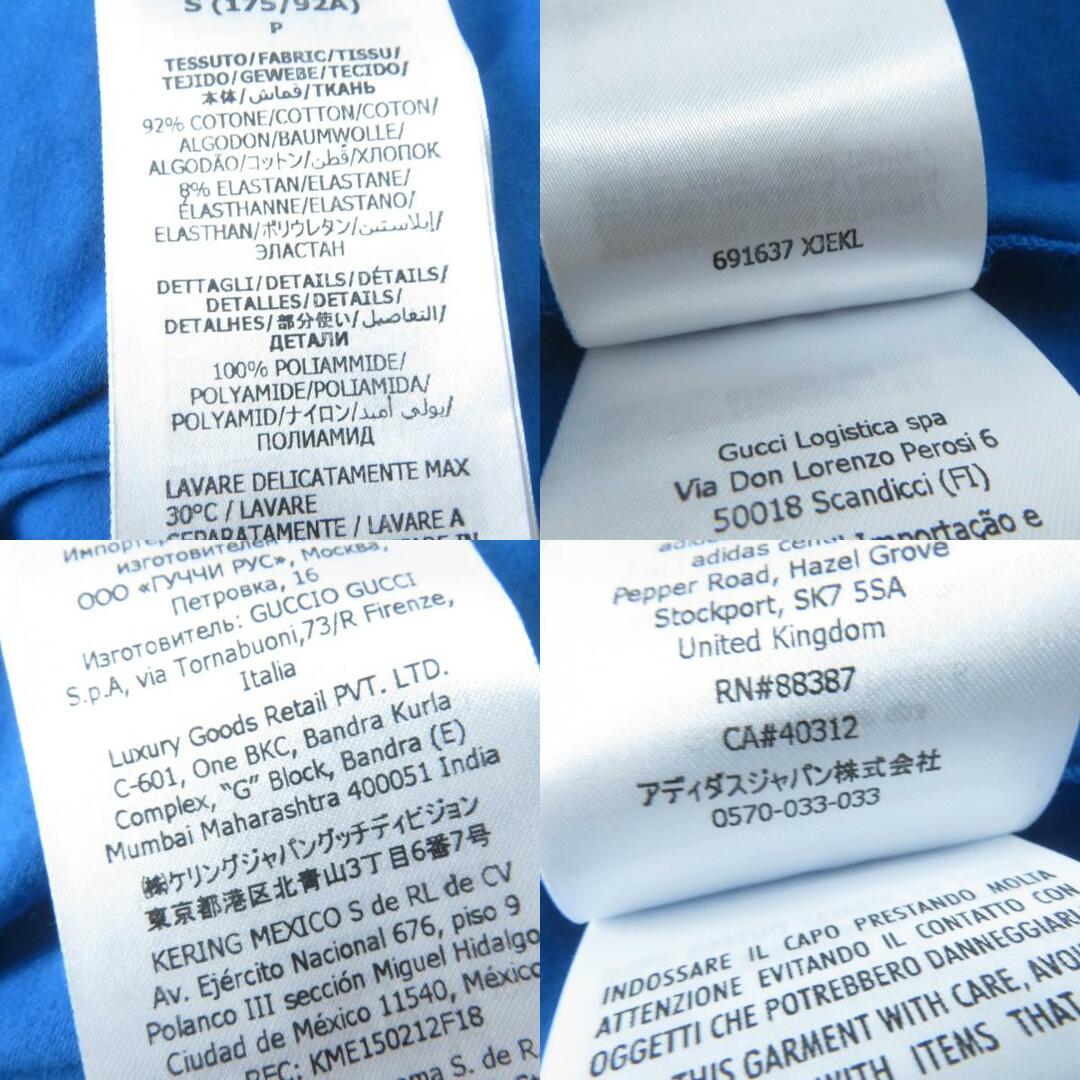 S (175/92A)
P
TESSUTO/FABRIC/TISSU/
TEJIDO/GEWEBE/TECIDO/
本体/قماش/ТКАНЬ
92% COTONE/COTTON/COTON/
ALGODON/BAUMWOLLE/
ALGODÃO/コットン/قطن/ХЛОПОК
8% ELASTAN/ELASTANE/
ÉLASTHANNE/ELASTANO/
ELASTHAN/ポリウレタン/إيلاستين/
ЭЛАСТАН
DETTAGLI/DETAILS/DÉTAILS/
DETALLES/DETAILS/
DETALHES/部分使い/التفاصيل/
ДЕТАЛИ
100% POLIAMMIDE/
POLYAMIDE/POLIAMIDA/
POLYAMID/ナイロン/بولي أميد/
ПОЛИАМИД
LAVARE DELICATAMENTE MAX
30°C / LAVARE
SEPARATAMENTE / LAVARE A
691637 XJEKL
Gucci Logistica spa
Via Don Lorenzo Perosi 6
50018 Scandicci (FI)
Importação e
изготовителем
ООО «ГУЧЧИ РУС», Москва,
Петровка, 16
Изготовитель: GUCCIO GUCCI
S.p.A, via Tornabuoni,73/R Firenze,
Italia
Luxury Goods Retail PVT. LTD.
C-601, One BKC, Bandra Kurla
Complex, "G" Block, Bandra (E)
Mumbai Maharashtra 400051 India
㈱ケリングジャパングッチディビジョン
東京都港区北青山3丁目6番7号
KERING MEXICO S de RL de CV
Av. Ejército Nacional 676, piso 9
Polanco III sección Miguel Hidalgo
Ciudad de México 11540, México
RFC: KME150212F18
S. de R
adidas
Pepper Road, Hazel Grove
Stockport, SK7 5SA
United Kingdom
RN#88387
CA#40312
アディダスジャパン株式会社
0570-033-033
INDOSSARE IL CAPO PRESTANDO MOLTA
ATTENZIONE EVITANDO IL CONTATTO CON
OGGETTI CHE POTREBBERO DANNEGGIARL
THIS GARMENT WITH CARE, AVOI
WITH ITEMS THAT